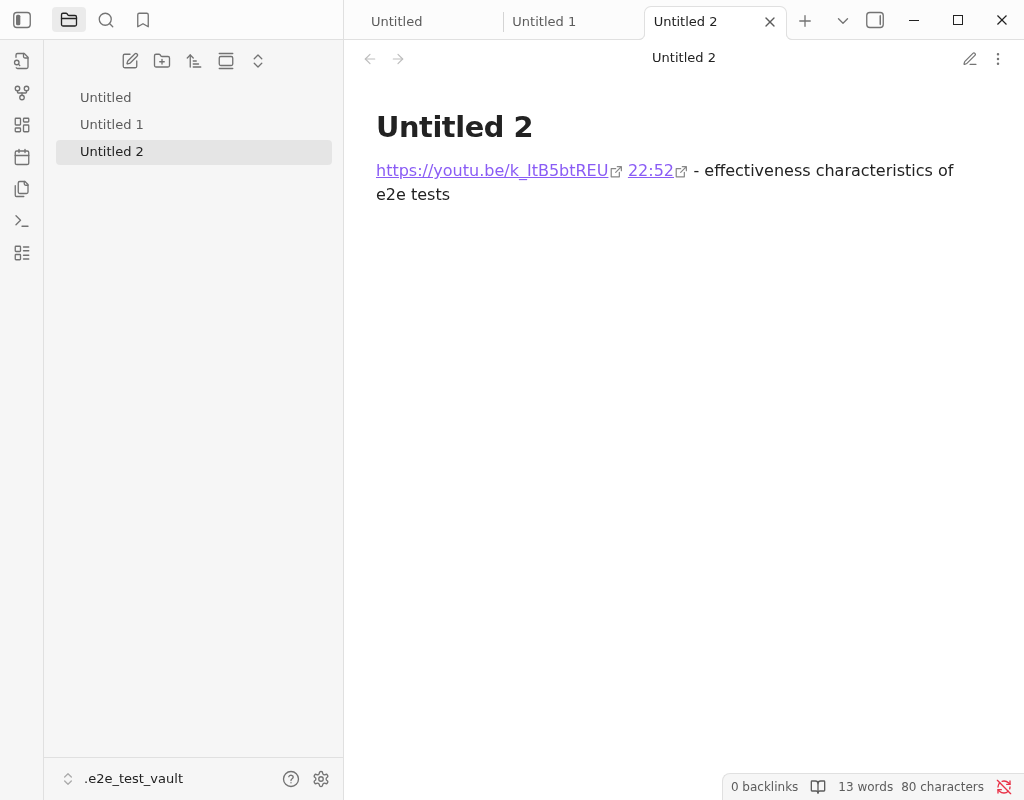 Untitled
Untitled 1
Untitled 2
Untitled 2
Untitled
Untitled 1
Untitled 2
Untitled 2
https://youtu.be/k_ItB5btREU 22:52 - effectiveness characteristics of
e2e tests
.e2e_test_vault
0 backlinks 13 words 80 characters